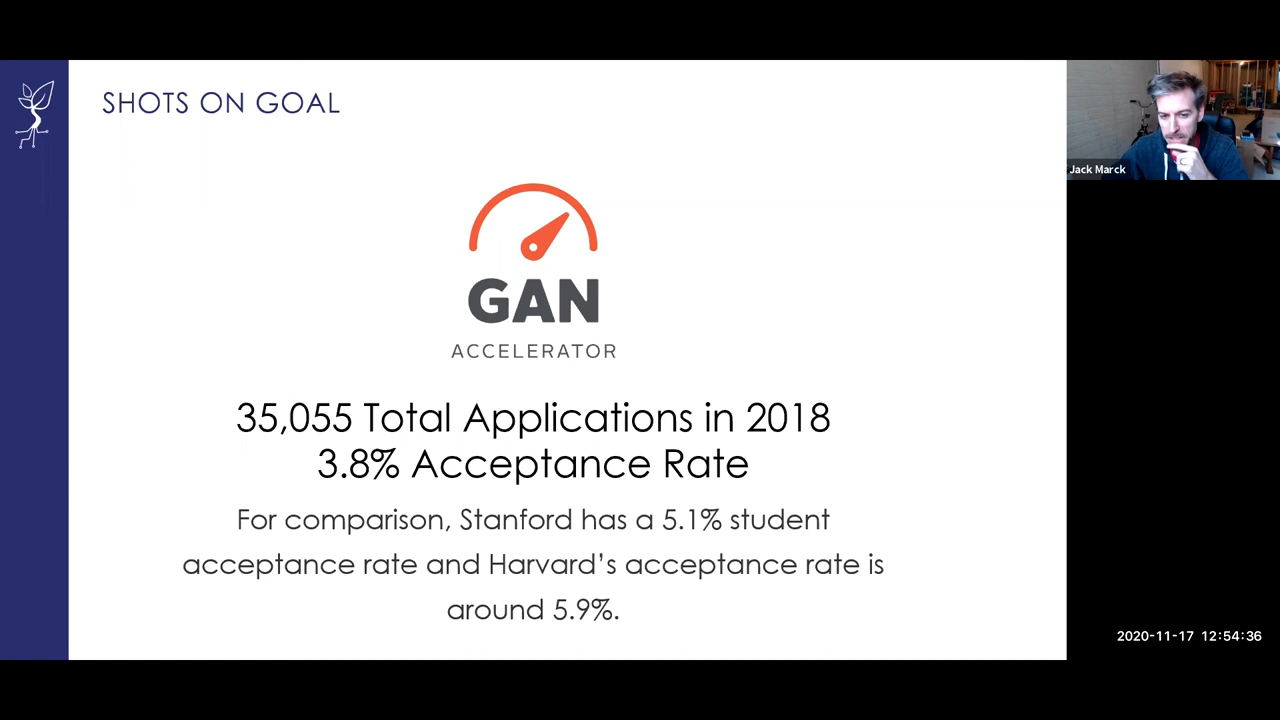 SHOTS ON GOAL
GAN
ACCELERATOR
35,055 Total Applications in 2018
3.8% Acceptance Rate
For comparison, Stanford has a 5.1% student
acceptance rate and Harvard’s acceptance rate is
around 5.9%.
Jack Marck
2020-11-17 12:54:36